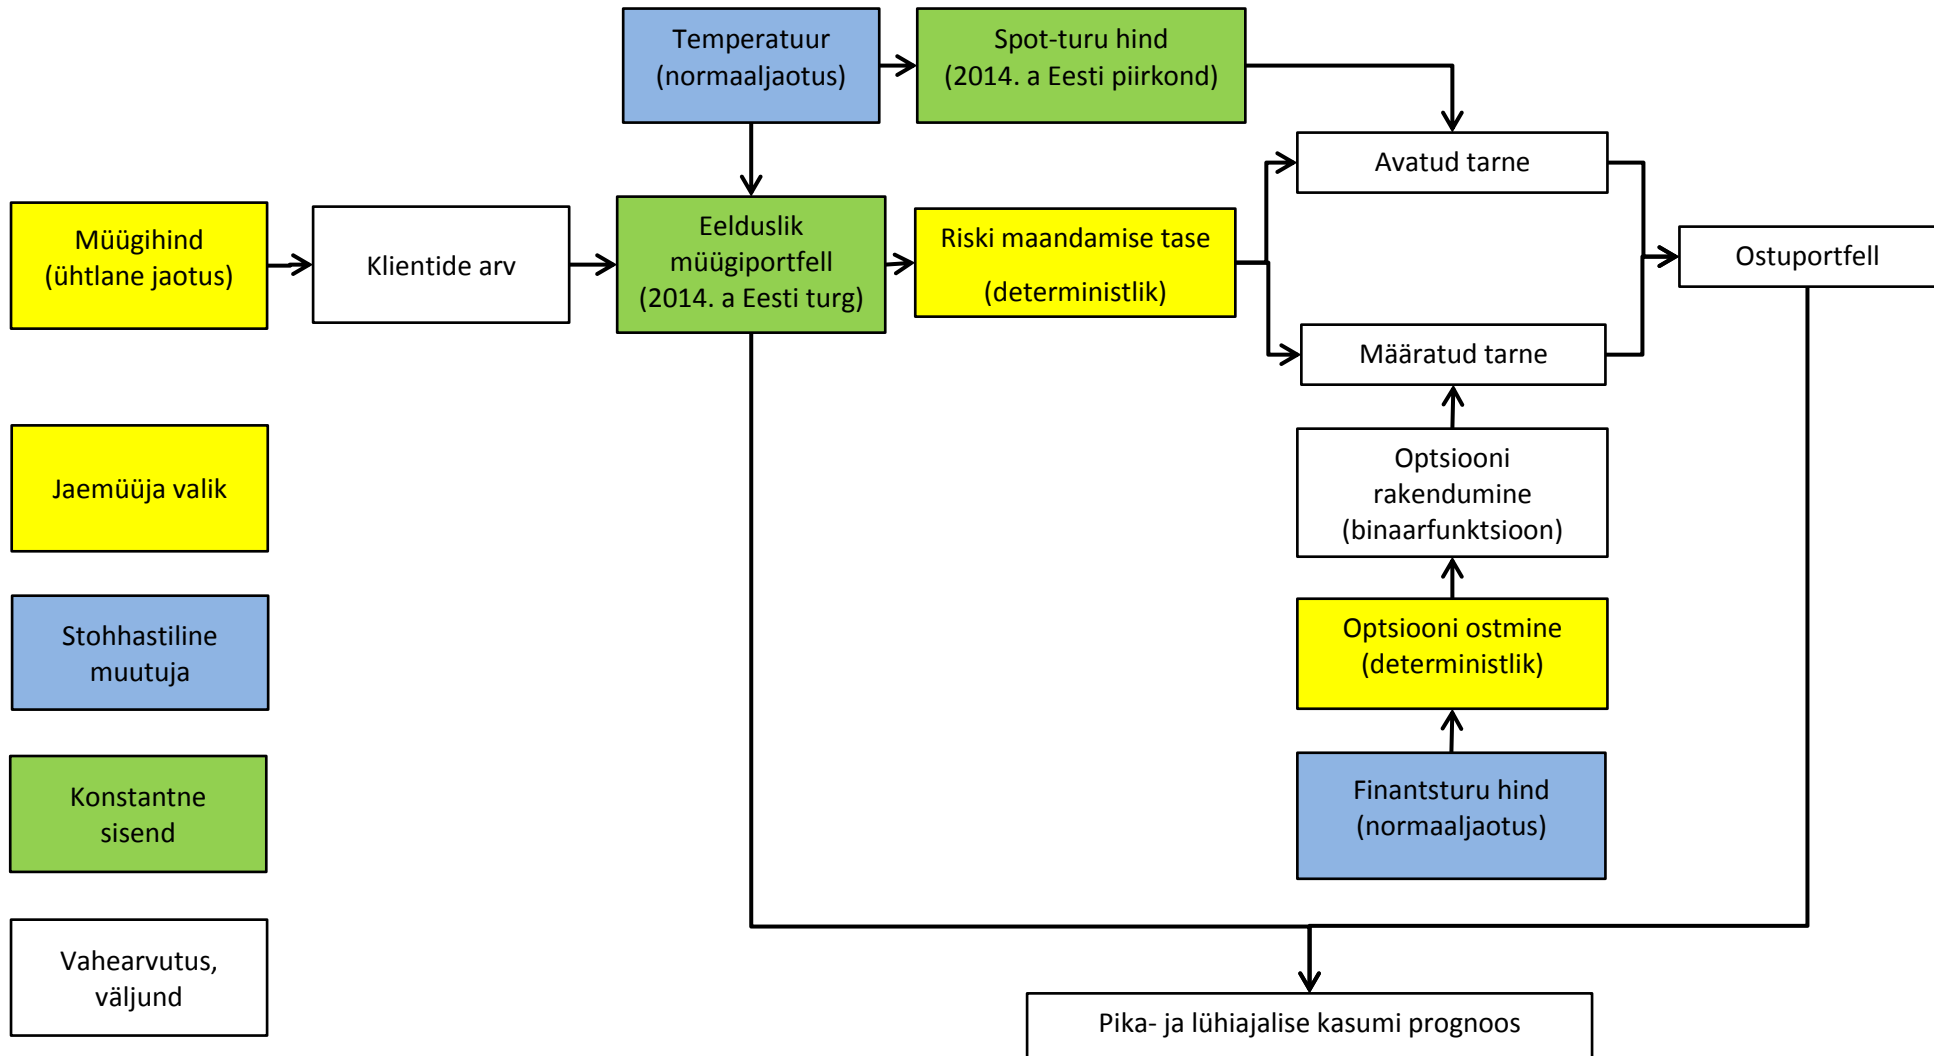 Temperatuur
(normaaljaotus)
Spot-turu hind
(2014. a Eesti piirkond)
Avatud tarne
Müügihind
(ühtlane jaotus)
Klientide arv
Eelduslik
müügiportfell
(2014. a Eesti turg)
Riski maandamise tase
(deterministlik)
Ostuportfell
Määratud tarne
Jaemüüja valik
Optsiooni
rakendumine
(binaarfunktsioon)
Stohhastiline
muutuja
Optsiooni ostmine
(deterministlik)
Konstantne
sisend
Finantsturu hind
(normaaljaotus)
Vahearvutus,
väljund
Pika- ja lühiajalise kasumi prognoos